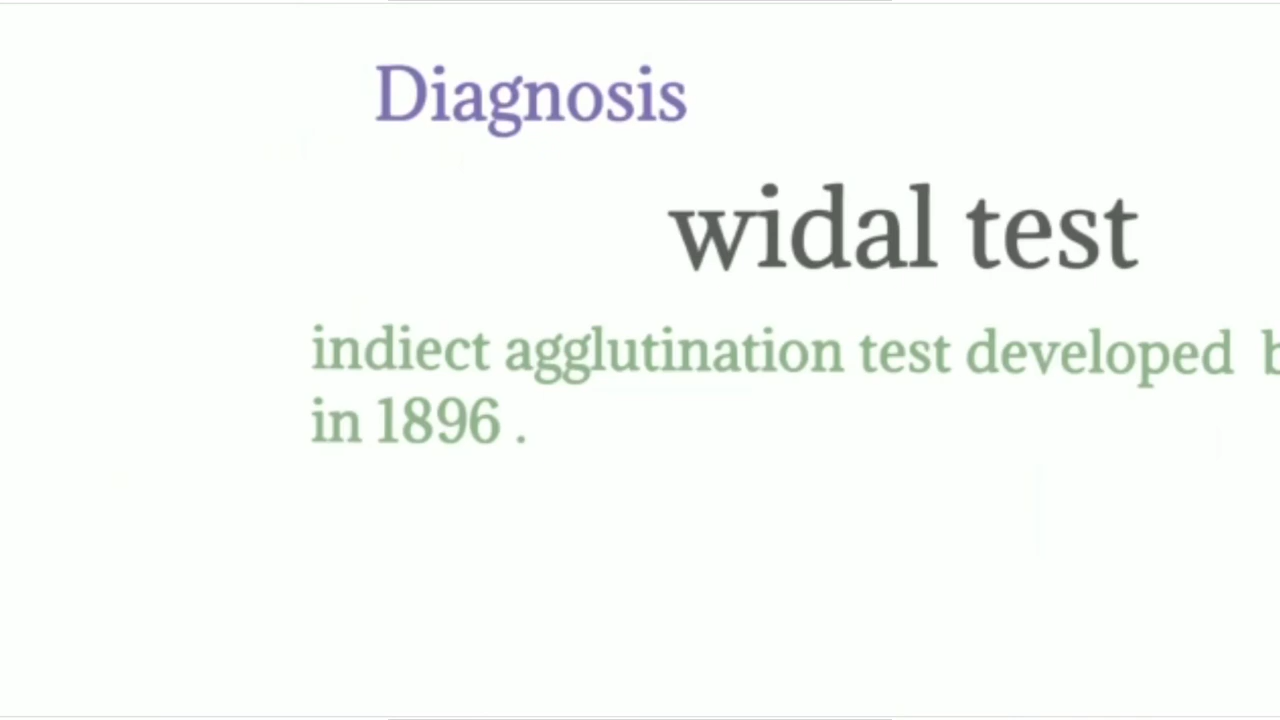 Diagnosis
widal test
indiect agglutination test developed
in 1896 .